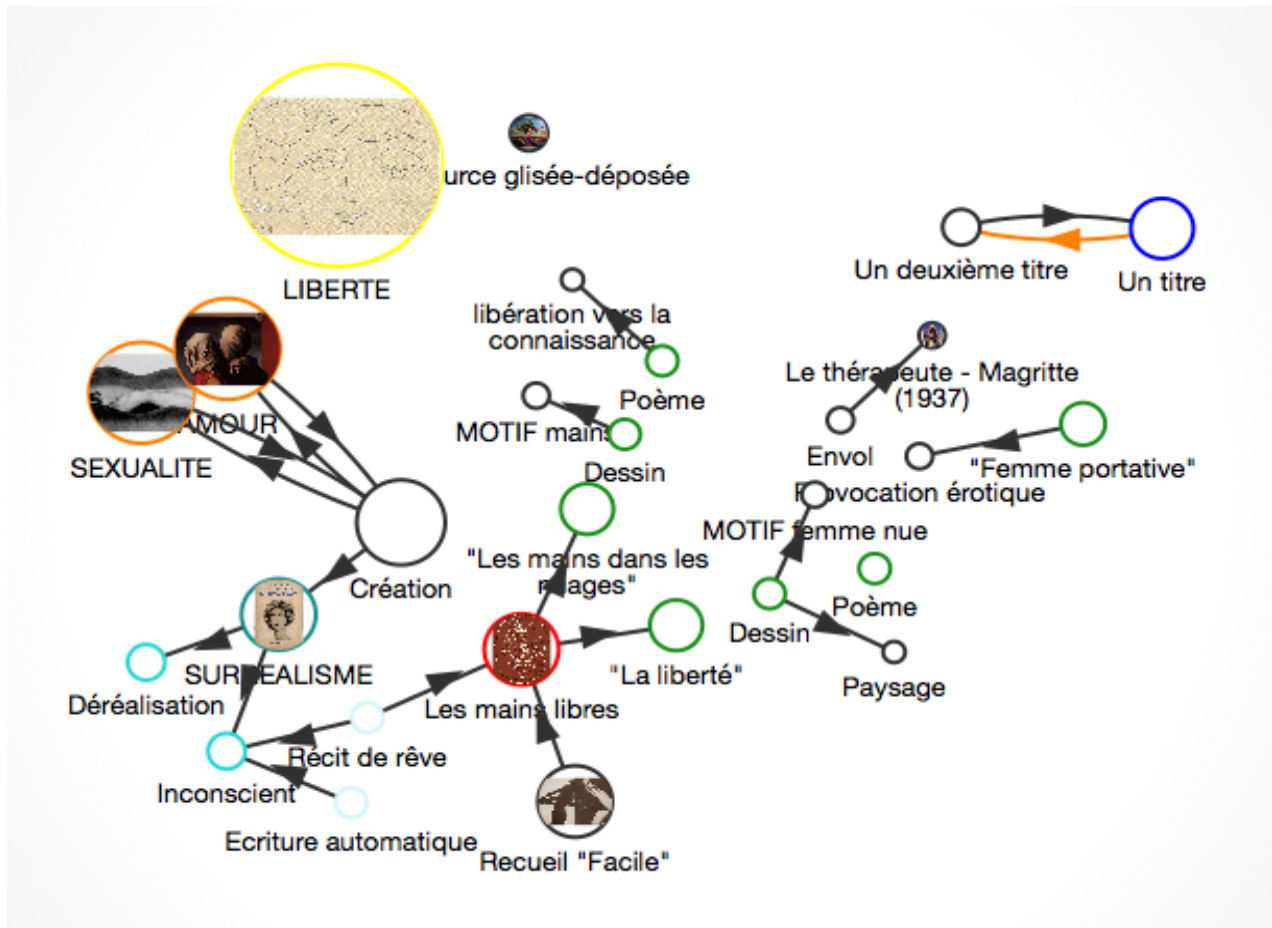 urce glisée-déposée
LIBERTE
Un deuxième titre
Un titre
libération vers la
connaissance
Le thérapeute - Magritte
(1937)
Poème
AMOUR
MOTIF mains
SEXUALITE
Envol
"Femme portative"
Dessin
Provocation érotique
MOTIF femme nue
"Les mains dans les
nuages"
Création
Poème
Dessin
SURREALISME
"La liberté"
Paysage
Déréalisation
Les mains libres
Récit de rêve
Inconscient
Ecriture automatique
Recueil "Facile"